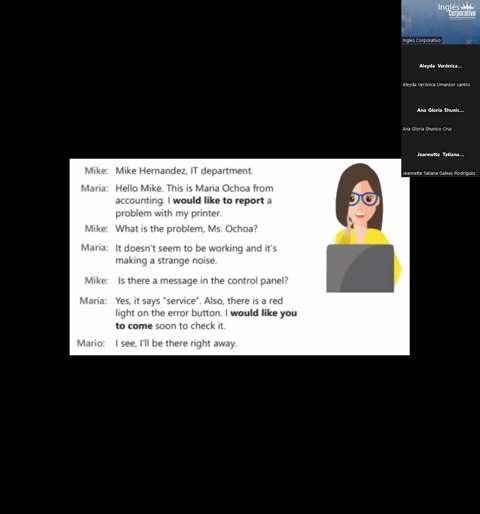 Inglés
Corporativo
Inglés Corporativo
Aleyda Verónica...
Aleyda Verónica Umanzor santos
Ana Gloria Shunic...
Ana Gloria Shunico Cruz
Jeannette Tatiana...
Jeannette Tatiana Galeas Rodríguez
Mike: Mike Hernandez, IT department.
Maria: Hello Mike. This is Maria Ochoa from
accounting. I would like to report a
problem with my printer.
Mike: What is the problem, Ms. Ochoa?
Maria: It doesn't seem to be working and it's
making a strange noise.
Mike: Is there a message in the control panel?
Maria: Yes, it says "service". Also, there is a red
light on the error button. I would like you
to come soon to check it.
Mario: I see, I'll be there right away.